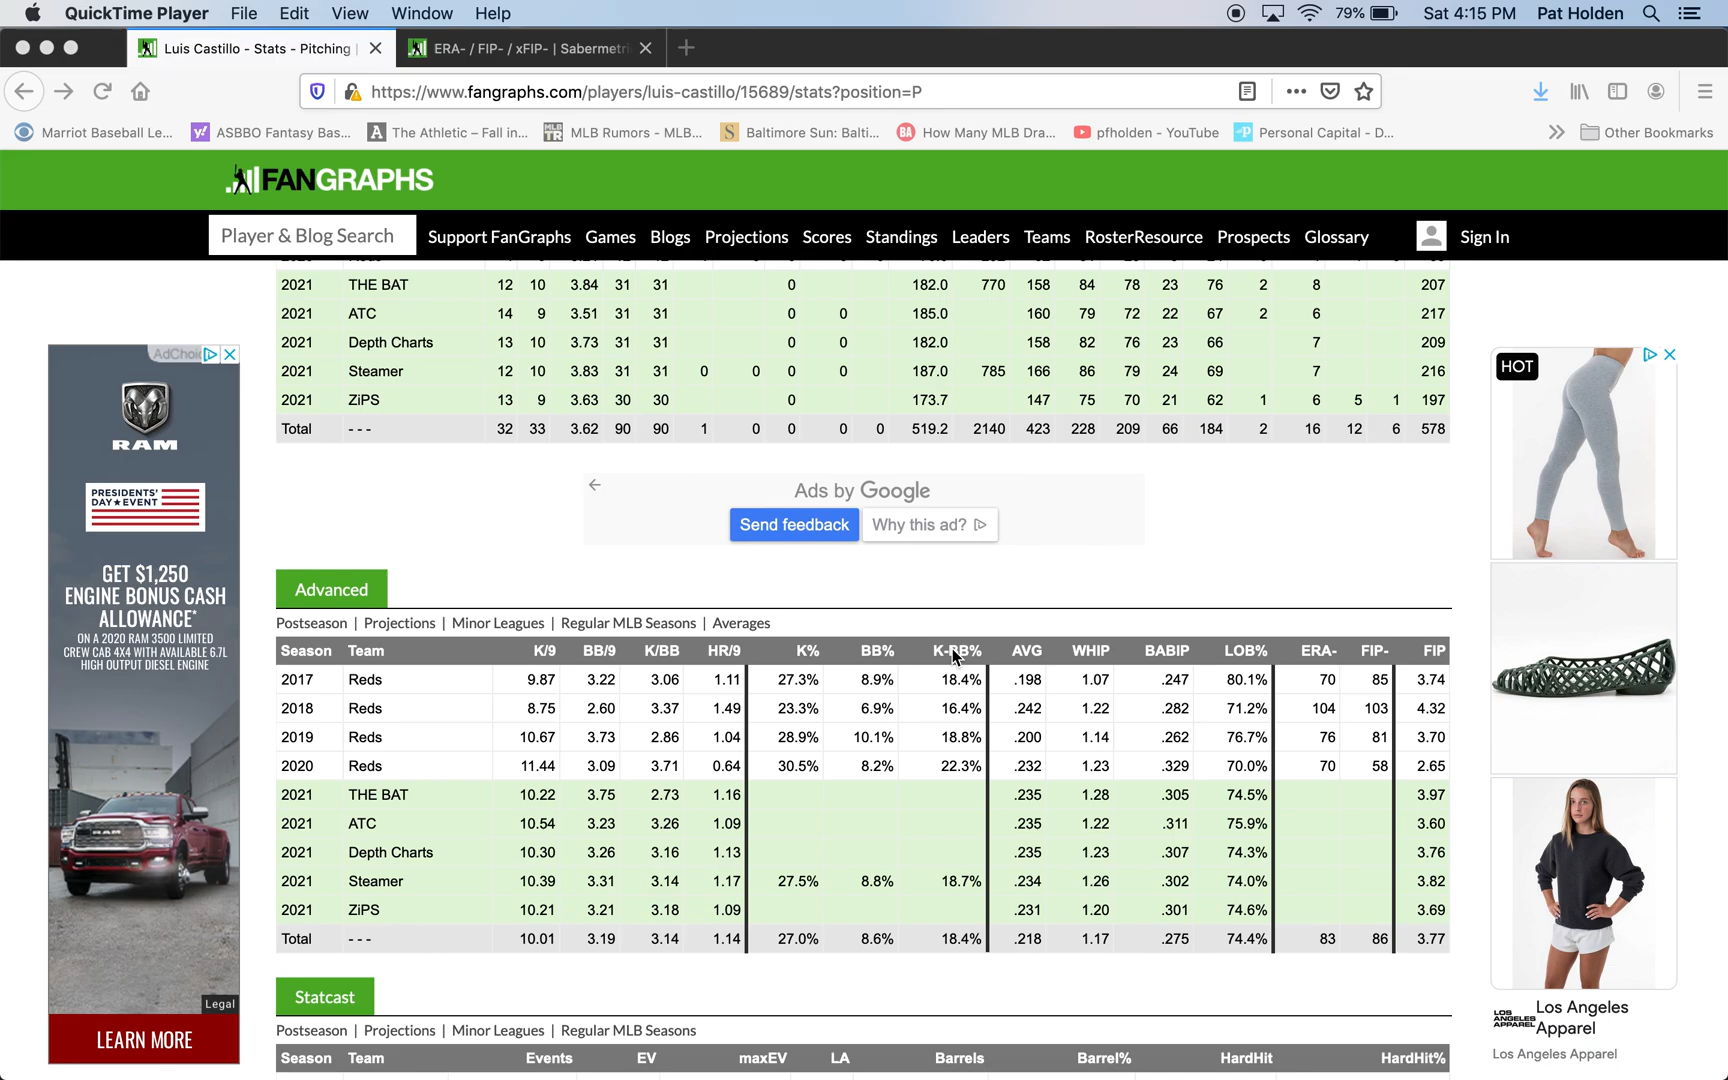 QuickTime Player File Edit View Window Help 79% Sat 4:15 PM Pat Holden
Luis Castillo - Stats - Pitching | ERA- / FIP- / xFIP- | Sabermetri
https://www.fangraphs.com/players/luis-castillo/15689/stats?position=P
Marriot Baseball Le... ASBBO Fantasy Bas... The Athletic – Fall in... MLB Rumors - MLB... Baltimore Sun: Balti... How Many MLB Dra... pfholden - YouTube Personal Capital - D... Other Bookmarks
FANGRAPHS
Player & Blog Search Support FanGraphs Games Blogs Projections Scores Standings Leaders Teams RosterResource Prospects Glossary Sign In
2021 THE BAT 12 10 3.84 31 31 0 182.0 770 158 84 78 23 76 2 8 207
2021 ATC 14 9 3.51 31 31 0 0 185.0 160 79 72 22 67 2 6 217
2021 Depth Charts 13 10 3.73 31 31 0 0 182.0 158 82 76 23 66 7 209
2021 Steamer 12 10 3.83 31 31 0 0 0 0 187.0 785 166 86 79 24 69 7 216
2021 ZiPS 13 9 3.63 30 30 0 173.7 147 75 70 21 62 1 6 5 1 197
Total - - - 32 33 3.62 90 90 1 0 0 0 0 519.2 2140 423 228 209 66 184 2 16 12 6 578
Ads by Google
Send feedback Why this ad?
Advanced
Postseason | Projections | Minor Leagues | Regular MLB Seasons | Averages
Season Team K/9 BB/9 K/BB HR/9 K% BB% K-BB% AVG WHIP BABIP LOB% ERA- FIP- FIP
2017 Reds 9.87 3.22 3.06 1.11 27.3% 8.9% 18.4% .198 1.07 .247 80.1% 70 85 3.74
2018 Reds 8.75 2.60 3.37 1.49 23.3% 6.9% 16.4% .242 1.22 .282 71.2% 104 103 4.32
2019 Reds 10.67 3.73 2.86 1.04 28.9% 10.1% 18.8% .200 1.14 .262 76.7% 76 81 3.70
2020 Reds 11.44 3.09 3.71 0.64 30.5% 8.2% 22.3% .232 1.23 .329 70.0% 70 58 2.65
2021 THE BAT 10.22 3.75 2.73 1.16 .235 1.28 .305 74.5% 3.97
2021 ATC 10.54 3.23 3.26 1.09 .235 1.22 .311 75.9% 3.60
2021 Depth Charts 10.30 3.26 3.16 1.13 .235 1.23 .307 74.3% 3.76
2021 Steamer 10.39 3.31 3.14 1.17 27.5% 8.8% 18.7% .234 1.26 .302 74.0% 3.82
2021 ZiPS 10.21 3.21 3.18 1.09 .231 1.20 .301 74.6% 3.69
Total - - - 10.01 3.19 3.14 1.14 27.0% 8.6% 18.4% .218 1.17 .275 74.4% 83 86 3.77
Statcast
Postseason | Projections | Minor Leagues | Regular MLB Seasons
Season Team Events EV maxEV LA Barrels Barrel% HardHit HardHit%
AdChoi
RAM
PRESIDENTS'
DAY★EVENT
GET $1,250
ENGINE BONUS CASH
ALLOWANCE*
ON A 2020 RAM 3500 LIMITED
CREW CAB 4X4 WITH AVAILABLE 6.7L
HIGH OUTPUT DIESEL ENGINE
Legal
LEARN MORE
HOT
LOS
ANGELES
APPAREL
Los Angeles
Apparel
Los Angeles Apparel